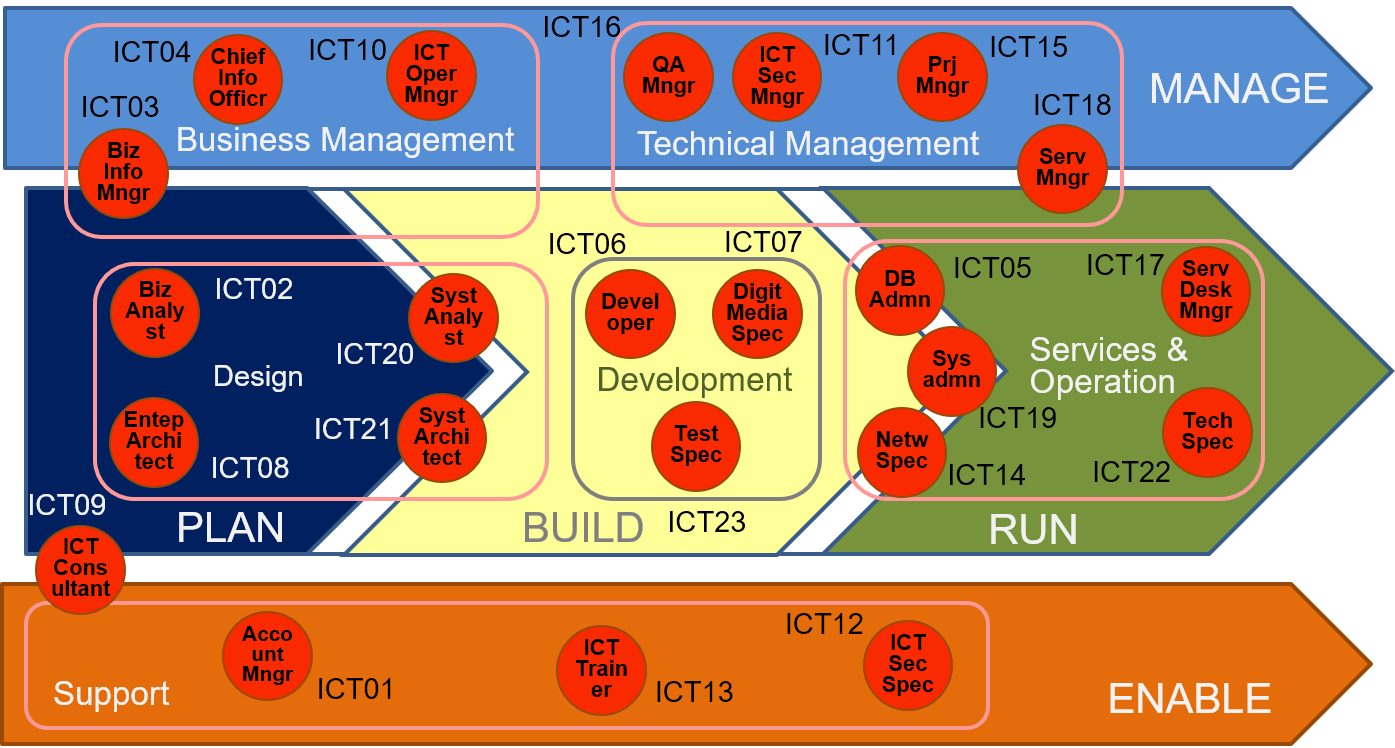 ICT04
Chief
Info
Officr
ICT10
ICT
Oper
Mngr
ICT03
Biz
Info
Mngr
Business Management
ICT16
QA
Mngr
ICT
Sec
Mngr
ICT11
Prj
Mngr
ICT15
ICT18
Serv
Mngr
Technical Management
MANAGE
Biz
Analy
st
ICT02
Syst
Analy
st
ICT20
Design
Entep
Archi
tect
ICT08
ICT21
Syst
Archi
tect
PLAN
ICT06
Devel
oper
ICT07
Digit
Media
Spec
Development
Test
Spec
ICT23
BUILD
DB
Admn
ICT05
ICT17
Serv
Desk
Mngr
Sys
admn
ICT19
Services &
Operation
Netw
Spec
ICT14
Tech
Spec
ICT22
RUN
ICT09
ICT
Cons
ultant
Support
Acco
unt
Mngr
ICT01
ICT
Train
er
ICT13
ICT12
ICT
Sec
Spec
ENABLE